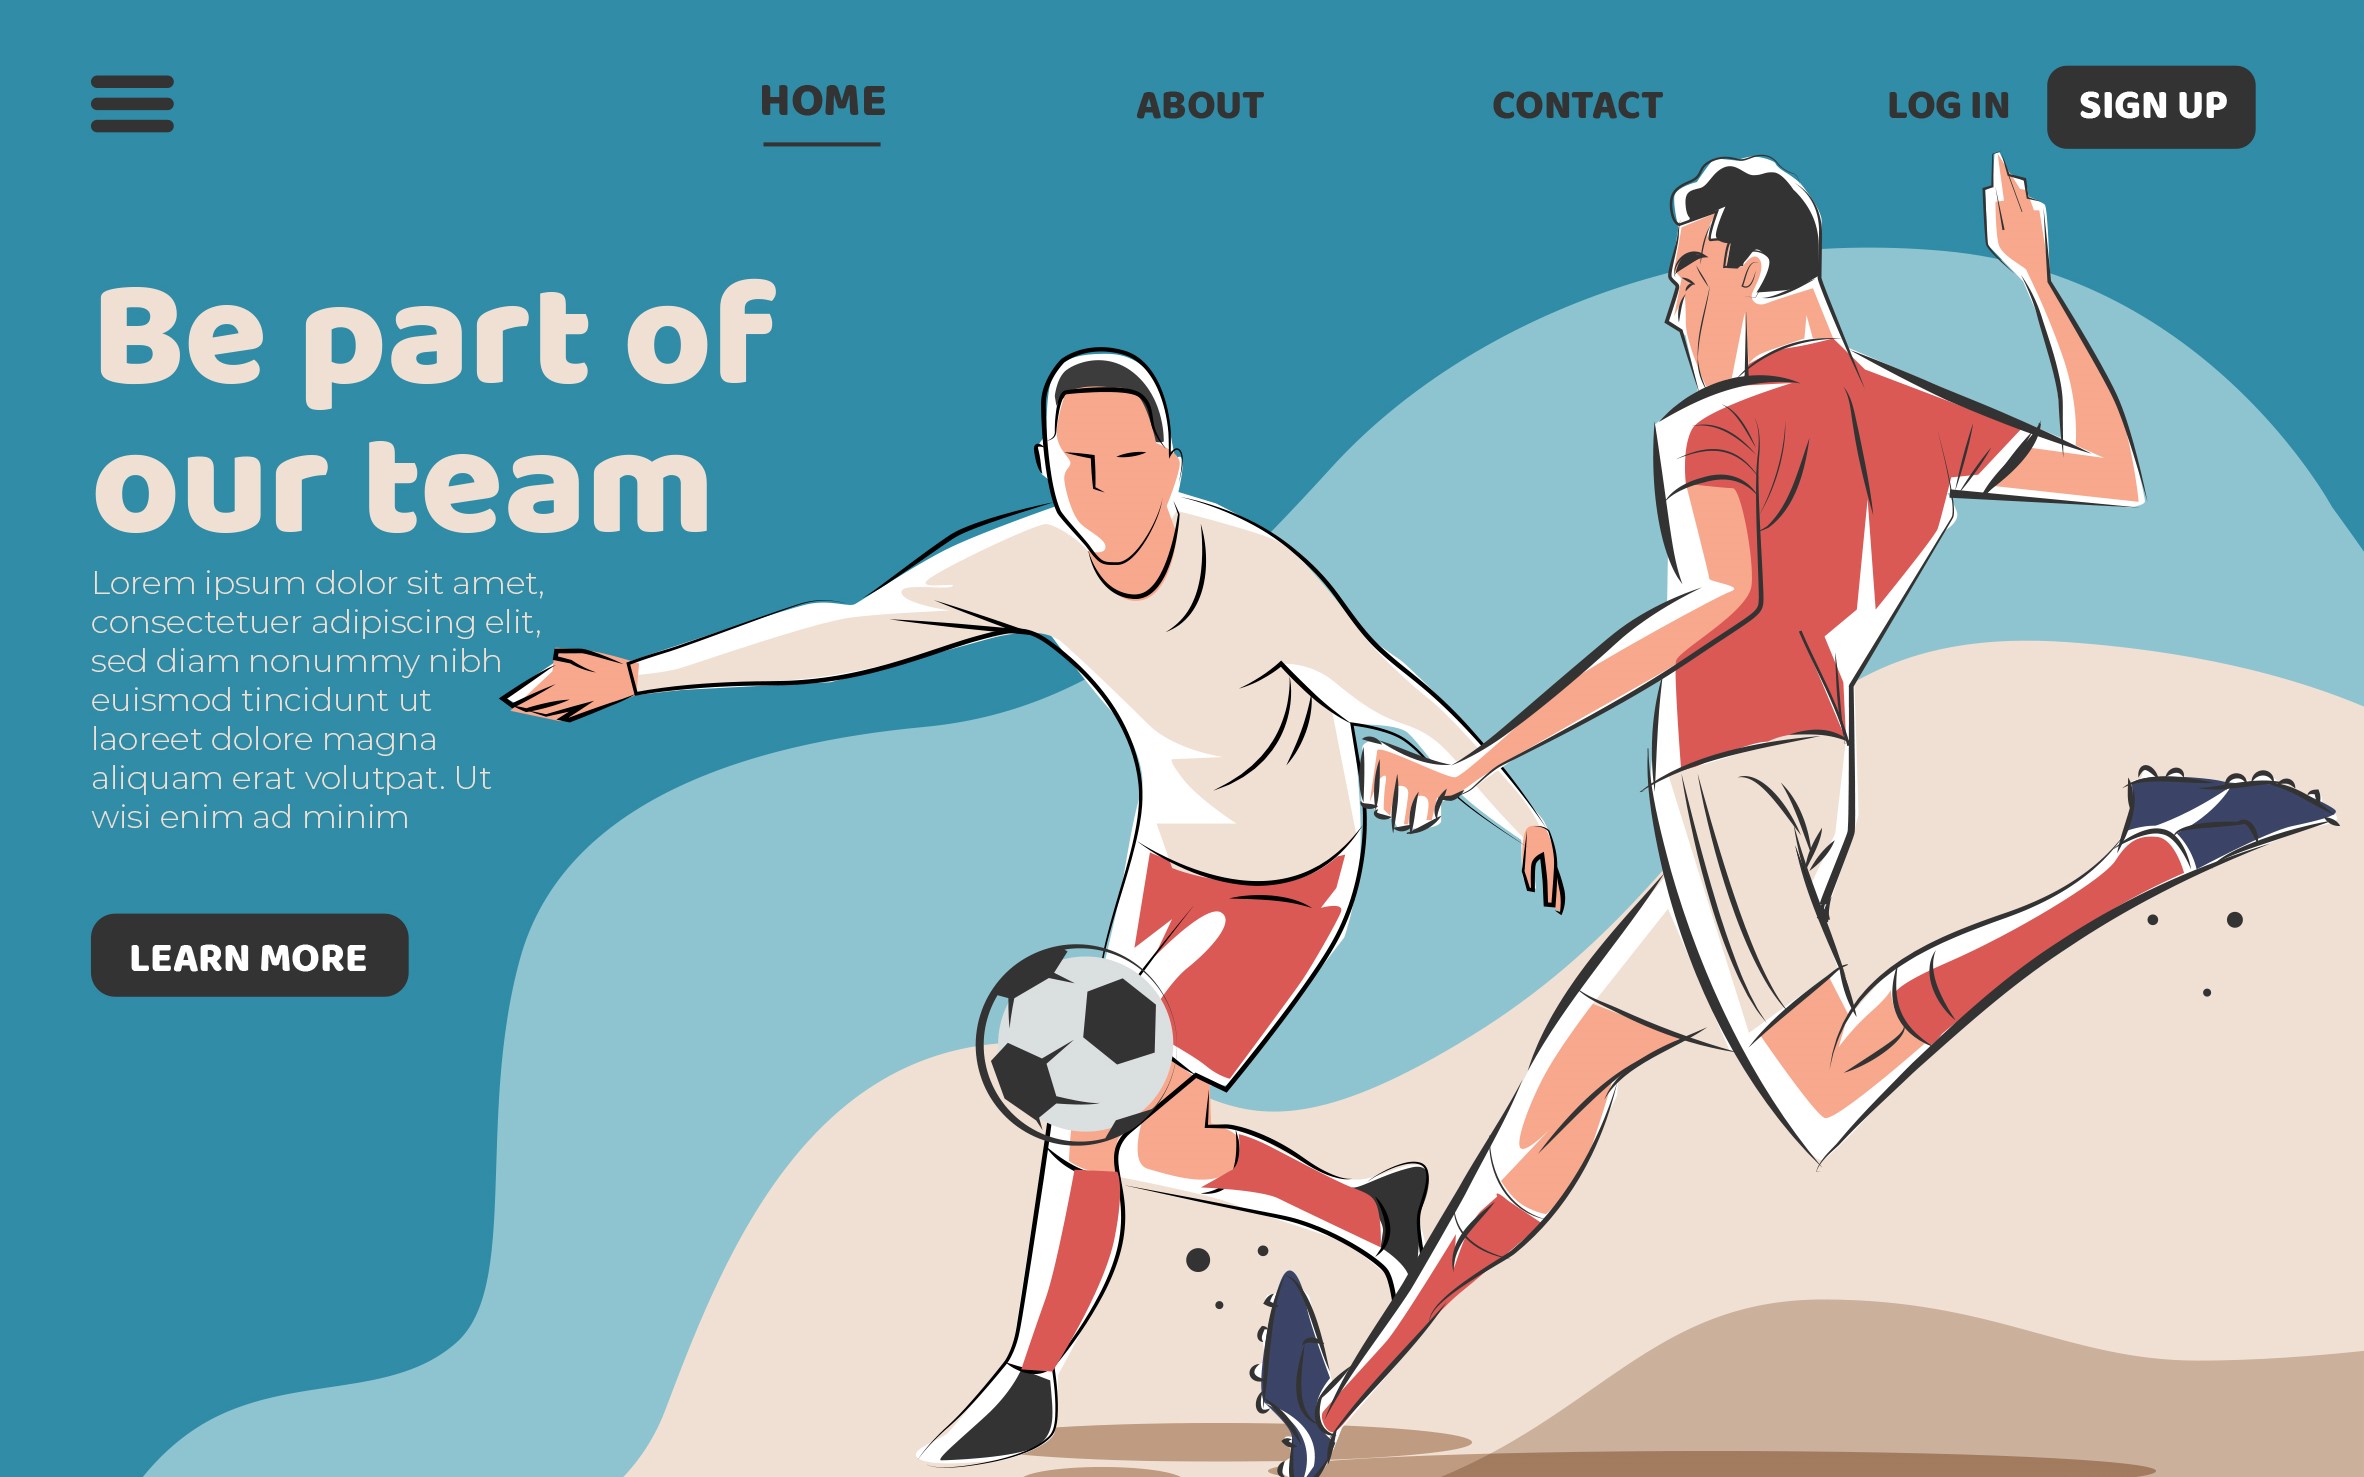 HOME
ABOUT
CONTACT
LOG IN
SIGN UP
Be part of
our team
Lorem ipsum dolor sit amet,
consectetuer adipiscing elit,
sed diam nonummy nibh
euismod tincidunt ut
laoreet dolore magna
aliquam erat volutpat. Ut
wisi enim ad minim
LEARN MORE